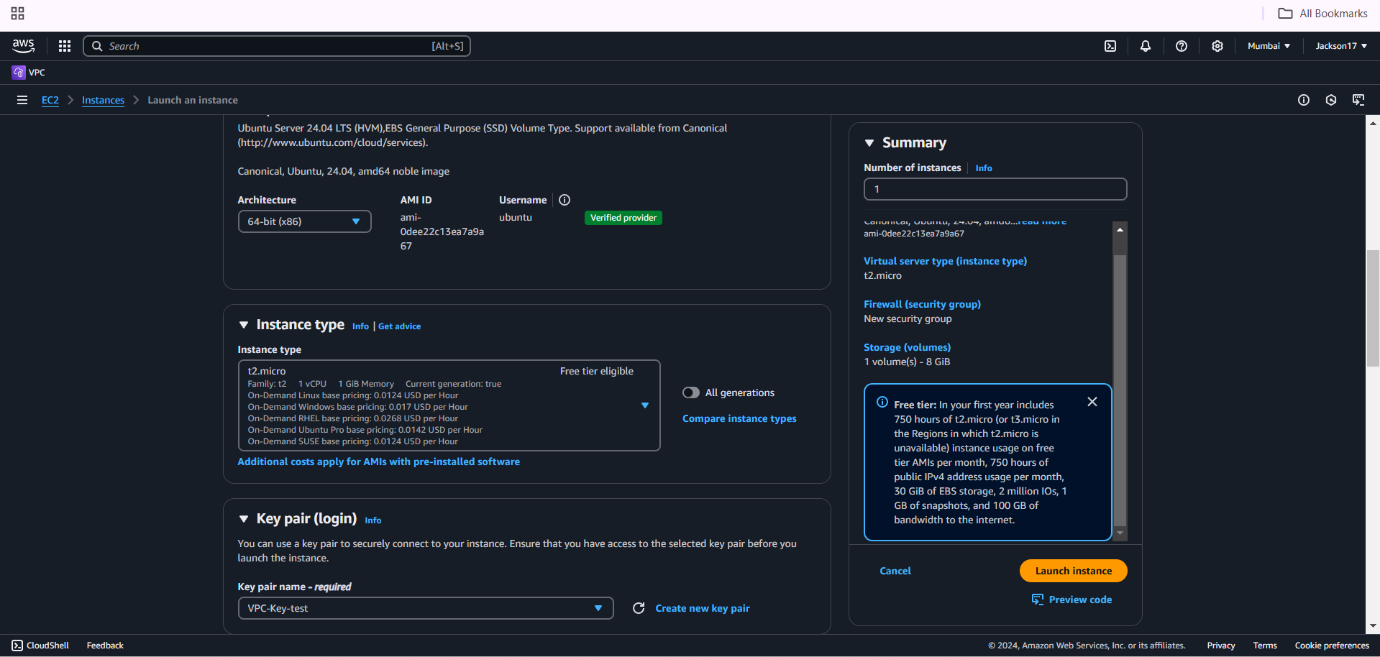 All Bookmarks
aws
Search [Alt+S]
Mumbai
Jackson17
VPC
EC2 > Instances > Launch an instance
Ubuntu Server 24.04 LTS (HVM),EBS General Purpose (SSD) Volume Type. Support available from Canonical
(http://www.ubuntu.com/cloud/services).
Canonical, Ubuntu, 24.04, amd64 noble image
Architecture
64-bit (x86)
AMI ID
ami-
0dee22c13ea7a9a
67
Username
ubuntu
Verified provider
Instance type Info | Get advice
Instance type
t2.micro Free tier eligible
Family: t2 1 vCPU 1 GiB Memory Current generation: true
On-Demand Linux base pricing: 0.0124 USD per Hour
On-Demand Windows base pricing: 0.017 USD per Hour
On-Demand RHEL base pricing: 0.0268 USD per Hour
On-Demand Ubuntu Pro base pricing: 0.0142 USD per Hour
On-Demand SUSE base pricing: 0.0124 USD per Hour
All generations
Compare instance types
Additional costs apply for AMIs with pre-installed software
Key pair (login) Info
You can use a key pair to securely connect to your instance. Ensure that you have access to the selected key pair before you
launch the instance.
Key pair name - required
VPC-Key-test
Create new key pair
Summary
Number of instances Info
1
Canonical, Ubuntu, 24.04, amd6...read more
ami-0dee22c13ea7a9a67
Virtual server type (instance type)
t2.micro
Firewall (security group)
New security group
Storage (volumes)
1 volume(s) - 8 GiB
Free tier: In your first year includes
750 hours of t2.micro (or t3.micro in
the Regions in which t2.micro is
unavailable) instance usage on free
tier AMIs per month, 750 hours of
public IPv4 address usage per month,
30 GiB of EBS storage, 2 million IOs, 1
GB of snapshots, and 100 GB of
bandwidth to the internet.
Cancel
Launch instance
Preview code
CloudShell
Feedback
© 2024, Amazon Web Services, Inc. or its affiliates.
Privacy
Terms
Cookie preferences